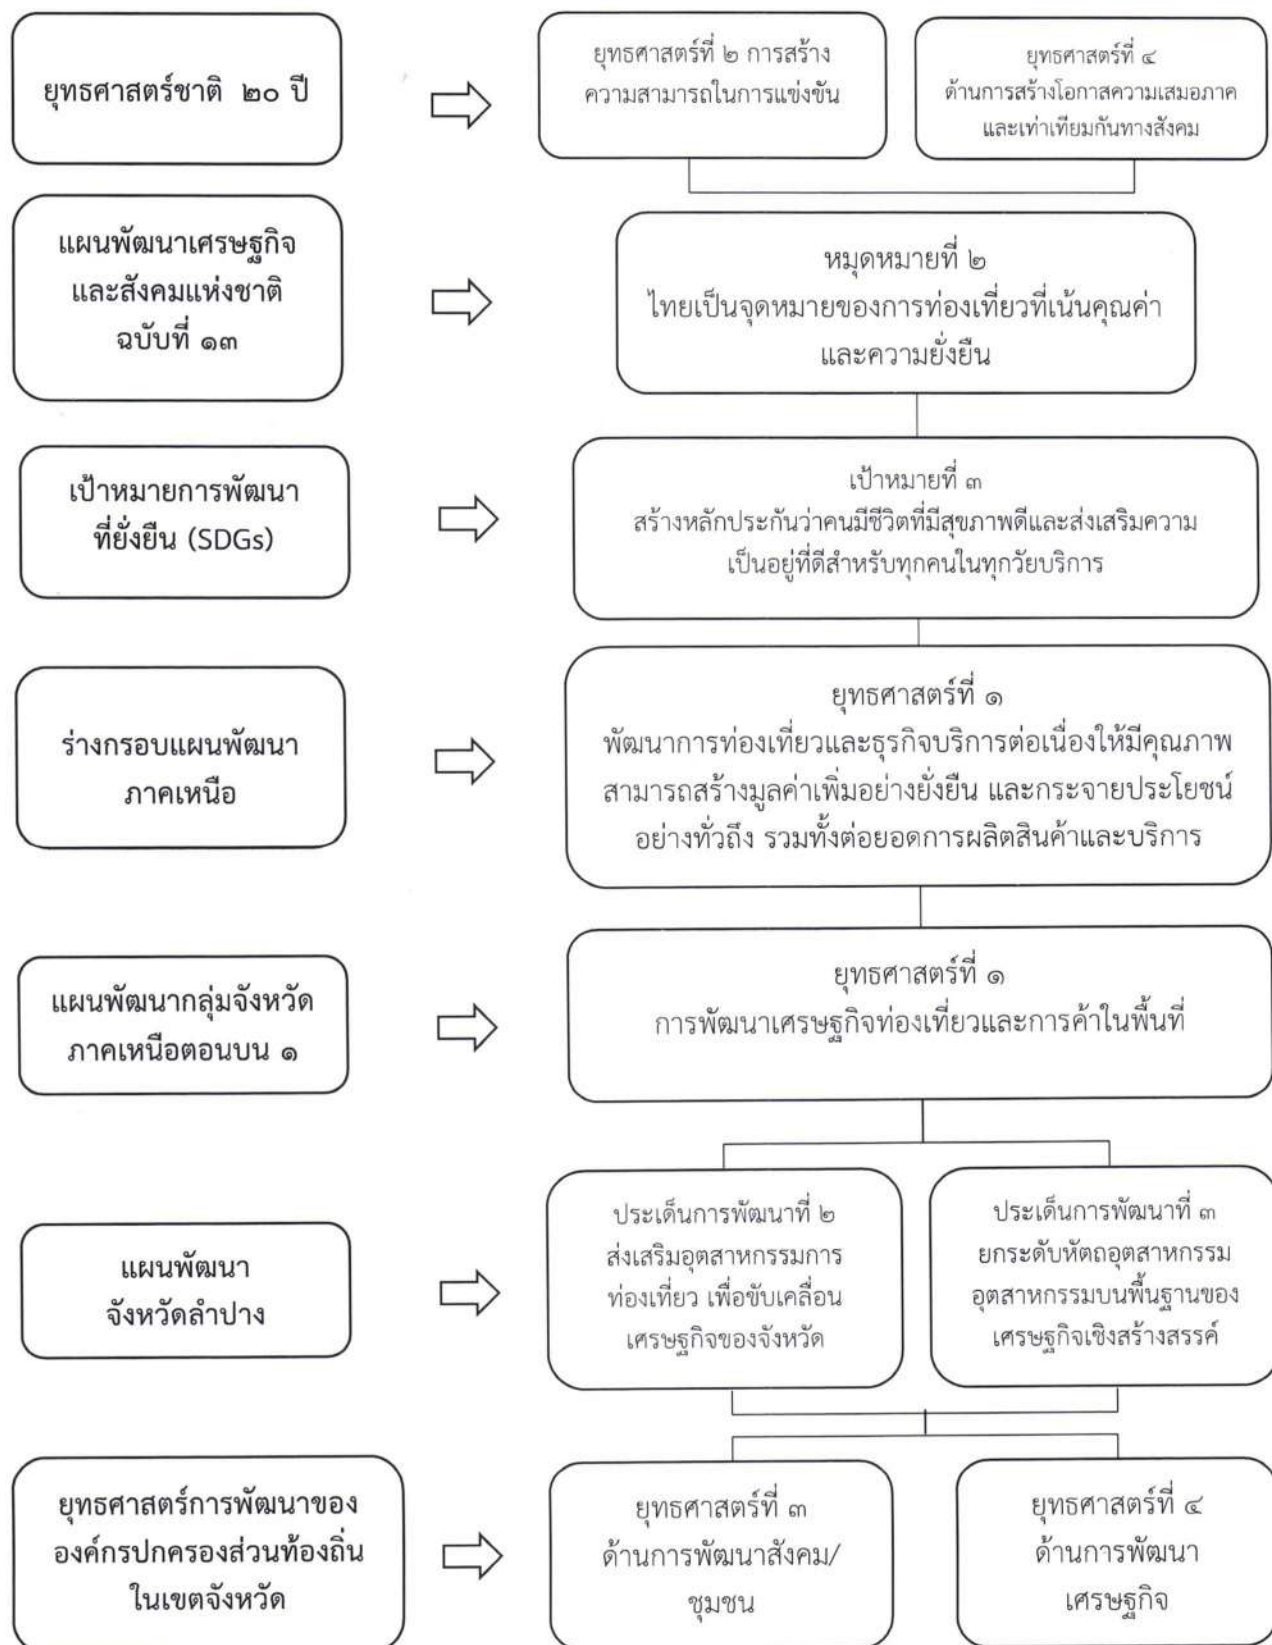 ยุทธศาสตร์ชาติ ๒๐ ปี
ยุทธศาสตร์ที่ ๒ การสร้าง
ความสามารถในการแข่งขัน
ยุทธศาสตร์ที่ ๔
ด้านการสร้างโอกาสความเสมอภาค
และเท่าเทียมกันทางสังคม
แผนพัฒนาเศรษฐกิจ
และสังคมแห่งชาติ
ฉบับที่ ๑๓
หมุดหมายที่ ๒
ไทยเป็นจุดหมายของการท่องเที่ยวที่เน้นคุณค่า
และความยั่งยืน
เป้าหมายการพัฒนา
ที่ยั่งยืน (SDGs)
เป้าหมายที่ ๓
สร้างหลักประกันว่าคนมีชีวิตที่มีสุขภาพดีและส่งเสริมความ
เป็นอยู่ที่ดีสำหรับทุกคนในทุกวัยบริการ
ร่างกรอบแผนพัฒนา
ภาคเหนือ
ยุทธศาสตร์ที่ ๑
พัฒนาการท่องเที่ยวและธุรกิจบริการต่อเนื่องให้มีคุณภาพ
สามารถสร้างมูลค่าเพิ่มอย่างยั่งยืน และกระจายประโยชน์
อย่างทั่วถึง รวมทั้งต่อยอดการผลิตสินค้าและบริการ
แผนพัฒนากลุ่มจังหวัด
ภาคเหนือตอนบน ๑
ยุทธศาสตร์ที่ ๑
การพัฒนาเศรษฐกิจท่องเที่ยวและการค้าในพื้นที่
แผนพัฒนา
จังหวัดลำปาง
ประเด็นการพัฒนาที่ ๒
ส่งเสริมอุตสาหกรรมการ
ท่องเที่ยว เพื่อขับเคลื่อน
เศรษฐกิจของจังหวัด
ประเด็นการพัฒนาที่ ๓
ยกระดับหัตถอุตสาหกรรม
อุตสาหกรรมบนพื้นฐานของ
เศรษฐกิจเชิงสร้างสรรค์
ยุทธศาสตร์การพัฒนาของ
องค์กรปกครองส่วนท้องถิ่น
ในเขตจังหวัด
ยุทธศาสตร์ที่ ๓
ด้านการพัฒนาสังคม/
ชุมชน
ยุทธศาสตร์ที่ ๔
ด้านการพัฒนา
เศรษฐกิจ